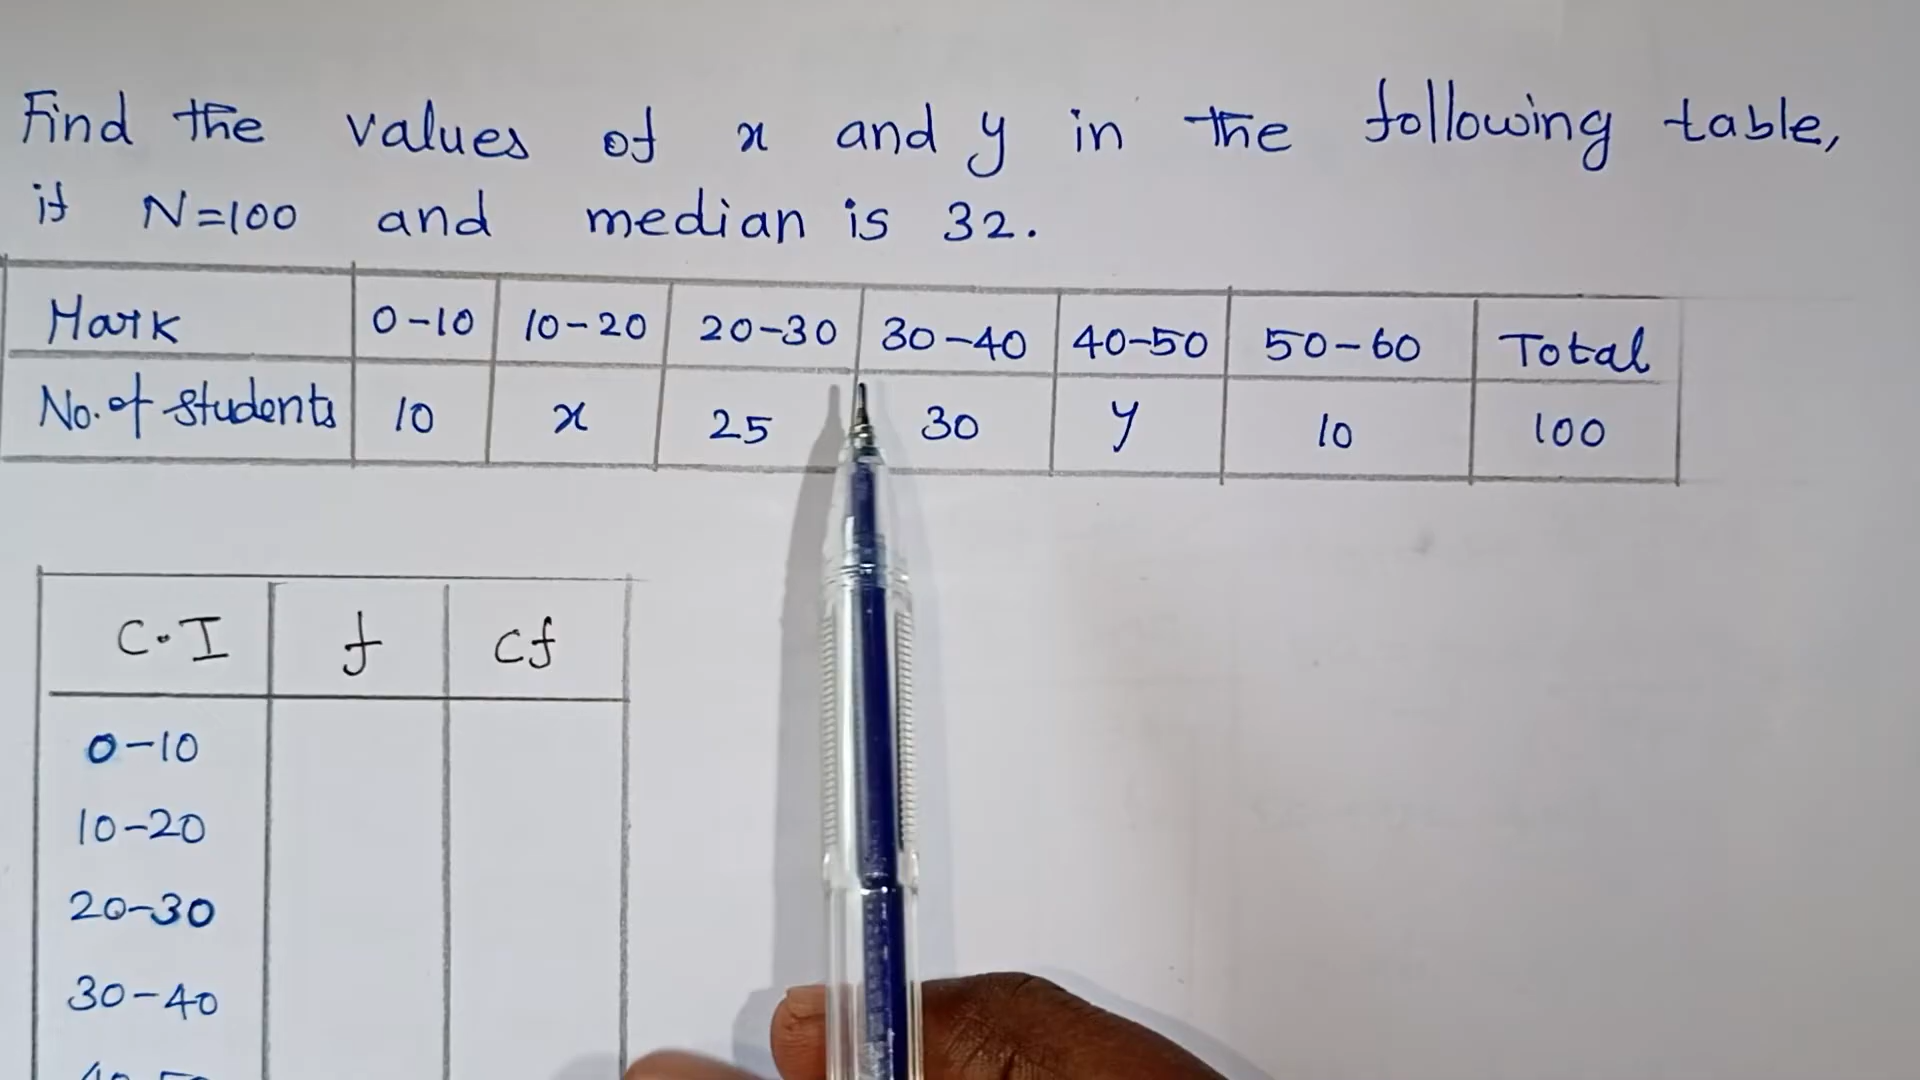 Find the values of x and y in the following table,
if N=100 and median is 32.
Mark 0-10 10-20 20-30 30-40 40-50 50-60 Total
No. of students 10 x 25 30 y 10 100
C.I f Cf
0-10
10-20
20-30
30-40